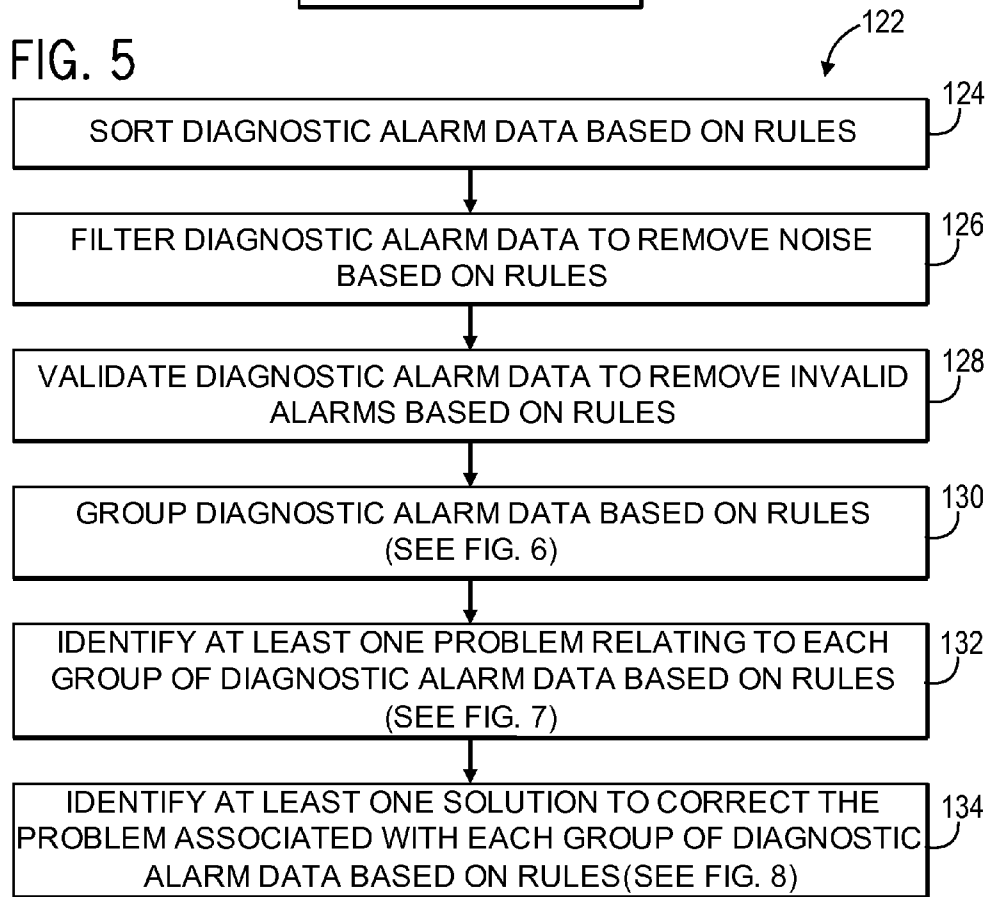 FIG. 5
122
SORT DIAGNOSTIC ALARM DATA BASED ON RULES
124
FILTER DIAGNOSTIC ALARM DATA TO REMOVE NOISE
BASED ON RULES
126
VALIDATE DIAGNOSTIC ALARM DATA TO REMOVE INVALID
ALARMS BASED ON RULES
128
GROUP DIAGNOSTIC ALARM DATA BASED ON RULES
(SEE FIG. 6)
130
IDENTIFY AT LEAST ONE PROBLEM RELATING TO EACH
GROUP OF DIAGNOSTIC ALARM DATA BASED ON RULES
(SEE FIG. 7)
132
IDENTIFY AT LEAST ONE SOLUTION TO CORRECT THE
PROBLEM ASSOCIATED WITH EACH GROUP OF DIAGNOSTIC
ALARM DATA BASED ON RULES(SEE FIG. 8)
134